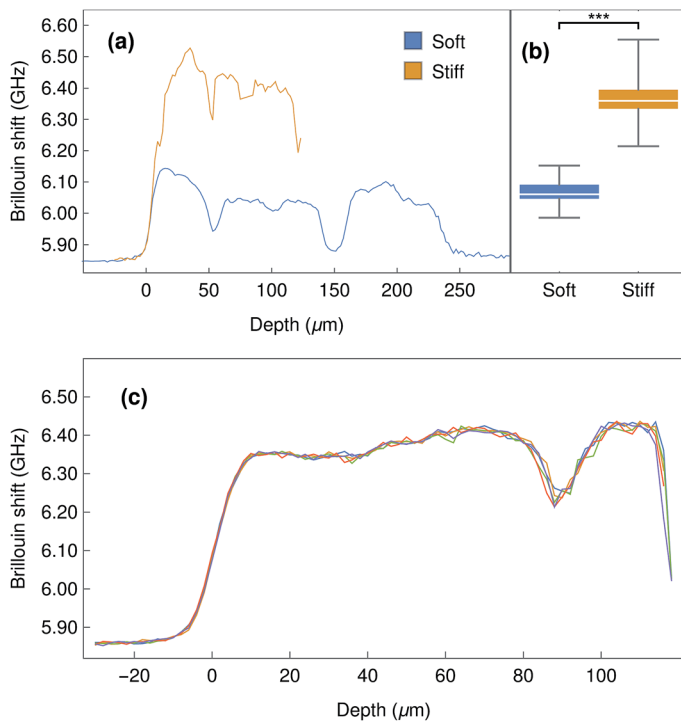 (a)
Soft
Stiff
Brillouin shift (GHz)
6.60
6.50
6.40
6.30
6.20
6.10
6.00
5.90
0 50 100 150 200 250
Depth (µm)
(b)
***
Soft Stiff
(c)
Brillouin shift (GHz)
6.50
6.40
6.30
6.20
6.10
6.00
5.90
−20 0 20 40 60 80 100
Depth (µm)